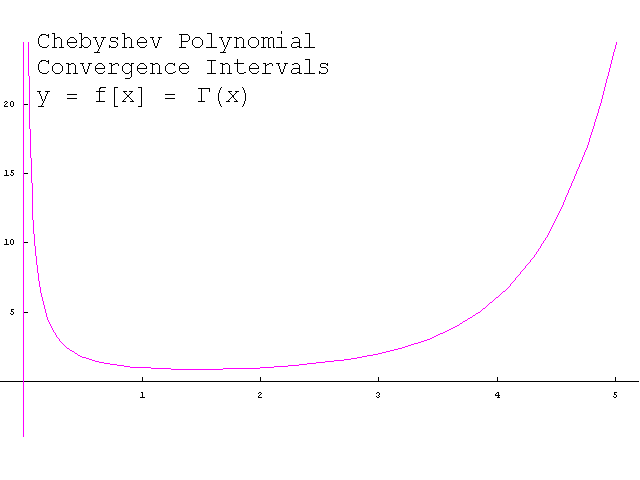 Chebyshev Polynomial
Convergence Intervals
y = f[x] = Γ(x)
20
15
10
5
1 2 3 4 5